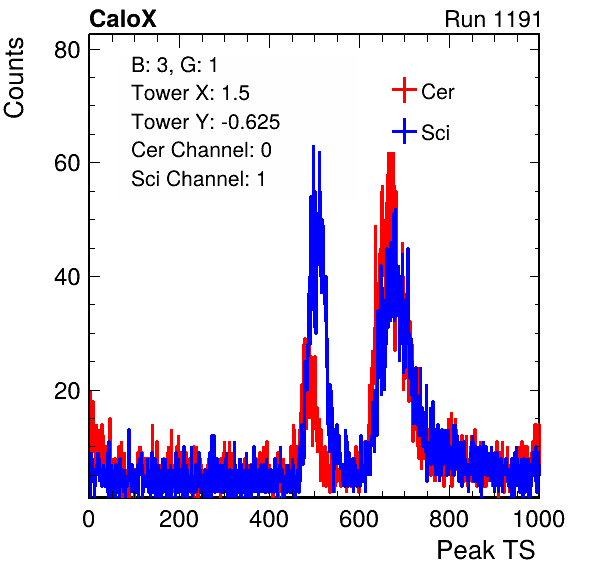 CaloX
Run 1191
Counts
80
60
40
20
B: 3, G: 1
Tower X: 1.5
Tower Y: -0.625
Cer Channel: 0
Sci Channel: 1
Cer
Sci
0 200 400 600 800 1000
Peak TS